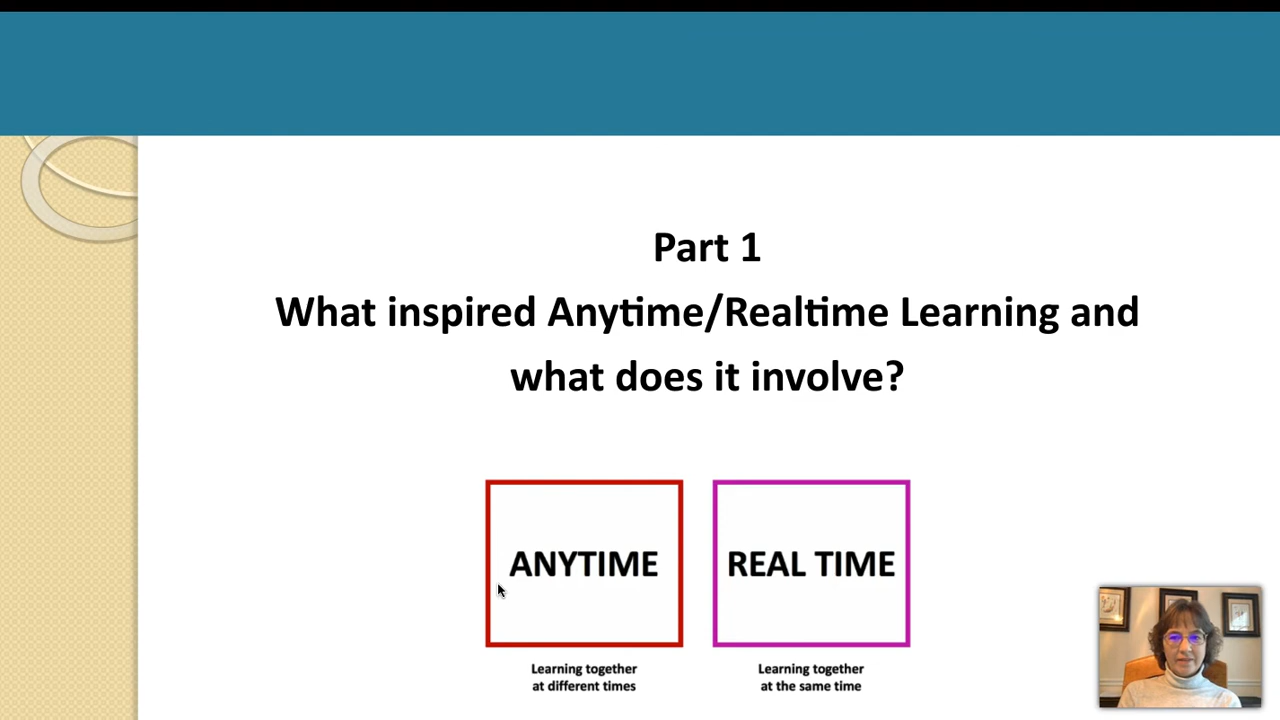 Part 1
What inspired Anytime/Realtime Learning and
what does it involve?
ANYTIME
REAL TIME
Learning together
at different times
Learning together
at the same time